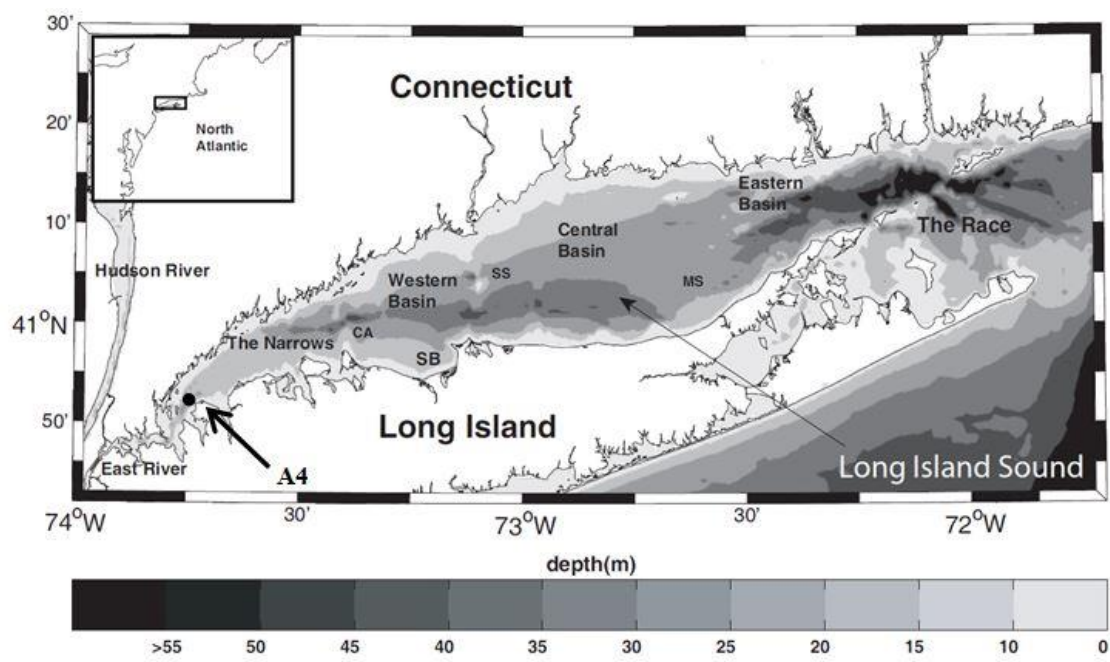 30'
Connecticut
20'
North
Atlantic
Eastern
Basin
10'
Central
Basin
The Race
Hudson River
Western
Basin
SS
MS
41°N
The Narrows
CA
SB
50'
Long Island
East River
A4
Long Island Sound
74°W
30'
73°W
30'
72°W
depth(m)
>55 50 45 40 35 30 25 20 15 10 0